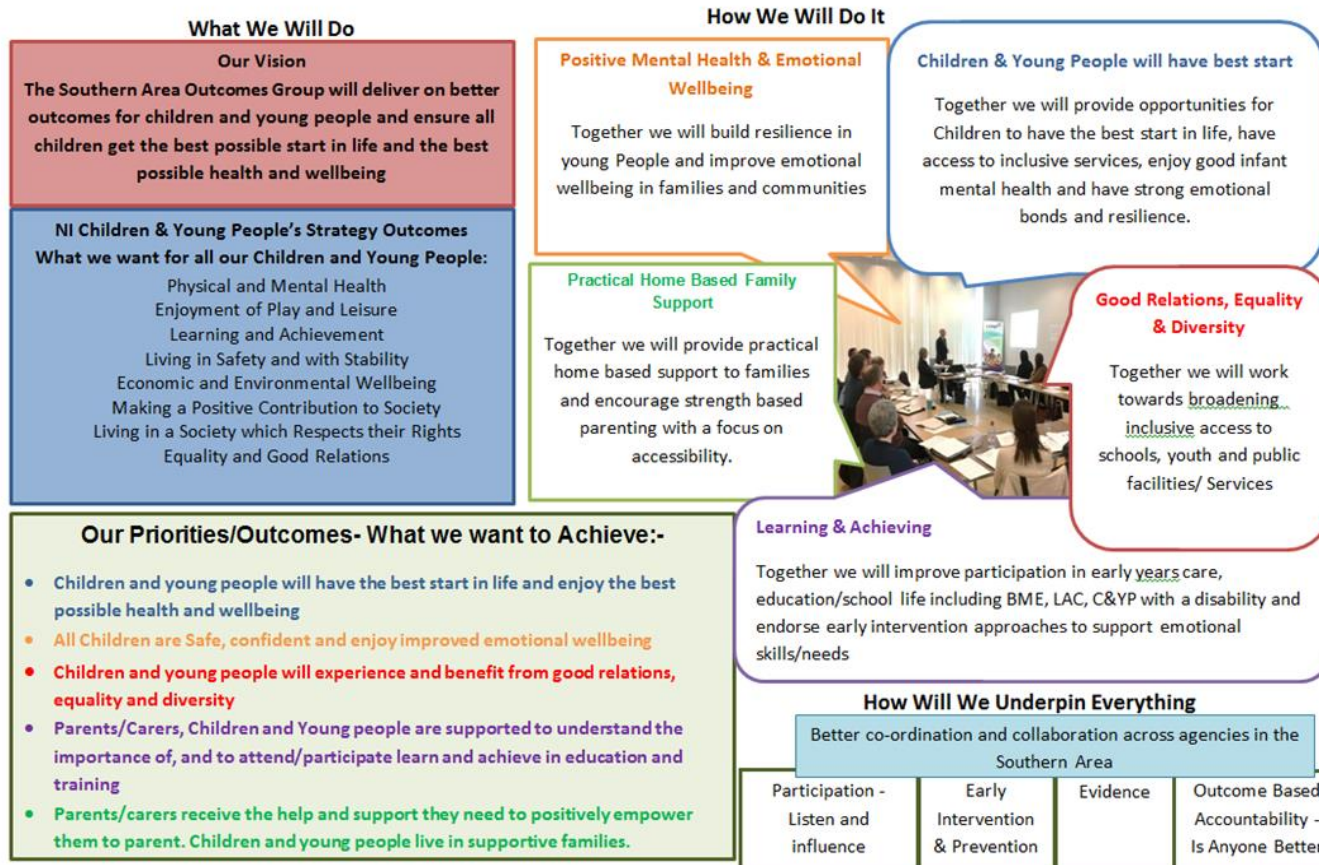 What We Will Do
Our Vision
The Southern Area Outcomes Group will deliver on better
outcomes for children and young people and ensure all
children get the best possible start in life and the best
possible health and wellbeing
NI Children & Young People's Strategy Outcomes
What we want for all our Children and Young People:
Physical and Mental Health
Enjoyment of Play and Leisure
Learning and Achievement
Living in Safety and with Stability
Economic and Environmental Wellbeing
Making a Positive Contribution to Society
Living in a Society which Respects their Rights
Equality and Good Relations
Our Priorities/Outcomes- What we want to Achieve:-
• Children and young people will have the best start in life and enjoy the best
possible health and wellbeing
• All Children are Safe, confident and enjoy improved emotional wellbeing
• Children and young people will experience and benefit from good relations,
equality and diversity
• Parents/Carers, Children and Young people are supported to understand the
importance of, and to attend/participate learn and achieve in education and
training
• Parents/carers receive the help and support they need to positively empower
them to parent. Children and young people live in supportive families.
How We Will Do It
Positive Mental Health & Emotional
Wellbeing
Together we will build resilience in
young People and improve emotional
wellbeing in families and communities
Children & Young People will have best start
Together we will provide opportunities for
Children to have the best start in life, have
access to inclusive services, enjoy good infant
mental health and have strong emotional
bonds and resilience.
Practical Home Based Family
Support
Together we will provide practical
home based support to families
and encourage strength based
parenting with a focus on
accessibility.
Good Relations, Equality
& Diversity
Together we will work
towards broadening
inclusive access to
schools, youth and public
facilities/ Services
Learning & Achieving
Together we will improve participation in early years care,
education/school life including BME, LAC, C&YP with a disability and
endorse early intervention approaches to support emotional
skills/needs
How Will We Underpin Everything
Better co-ordination and collaboration across agencies in the
Southern Area
Participation -
Listen and
influence
Early
Intervention
& Prevention
Evidence
Outcome Based
Accountability -
Is Anyone Better